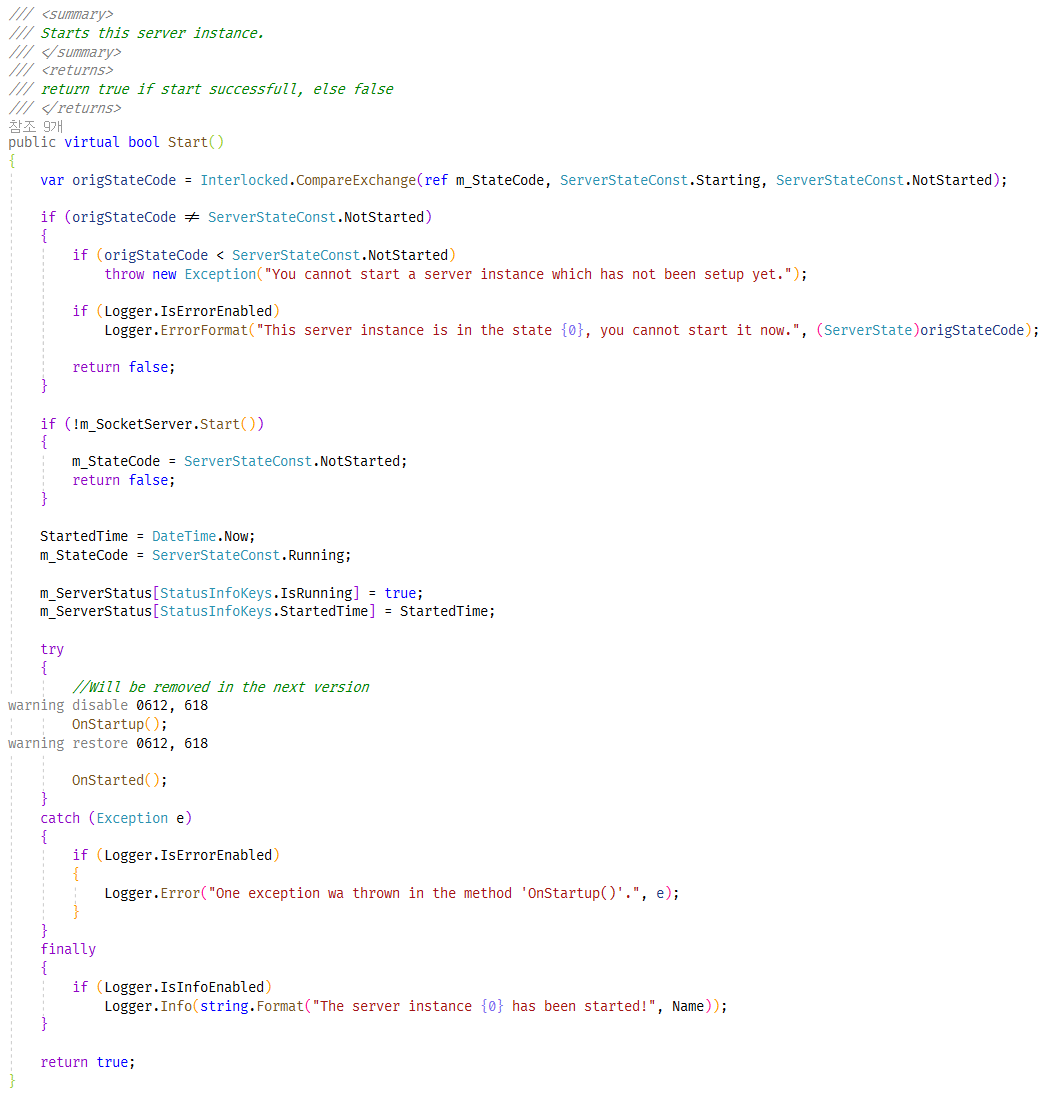 /// <summary>
/// Starts this server instance.
/// </summary>
/// <returns>
/// return true if start successfull, else false
/// </returns>
참조 9개
public virtual bool Start()
{
var origStateCode = Interlocked.CompareExchange(ref m_StateCode, ServerStateConst.Starting, ServerStateConst.NotStarted);
if (origStateCode ≠ ServerStateConst.NotStarted)
{
if (origStateCode < ServerStateConst.NotStarted)
throw new Exception("You cannot start a server instance which has not been setup yet.");
if (Logger.IsErrorEnabled)
Logger.ErrorFormat("This server instance is in the state {0}, you cannot start it now.", (ServerState)origStateCode);
return false;
}
if (!m_SocketServer.Start())
{
m_StateCode = ServerStateConst.NotStarted;
return false;
}
StartedTime = DateTime.Now;
m_StateCode = ServerStateConst.Running;
m_ServerStatus[StatusInfoKeys.IsRunning] = true;
m_ServerStatus[StatusInfoKeys.StartedTime] = StartedTime;
try
{
//Will be removed in the next version
warning disable 0612, 618
OnStartup();
warning restore 0612, 618
OnStarted();
}
catch (Exception e)
{
if (Logger.IsErrorEnabled)
{
Logger.Error("One exception wa thrown in the method 'OnStartup()'.", e);
}
}
finally
{
if (Logger.IsInfoEnabled)
Logger.Info(string.Format("The server instance {0} has been started!", Name));
}
return true;
}